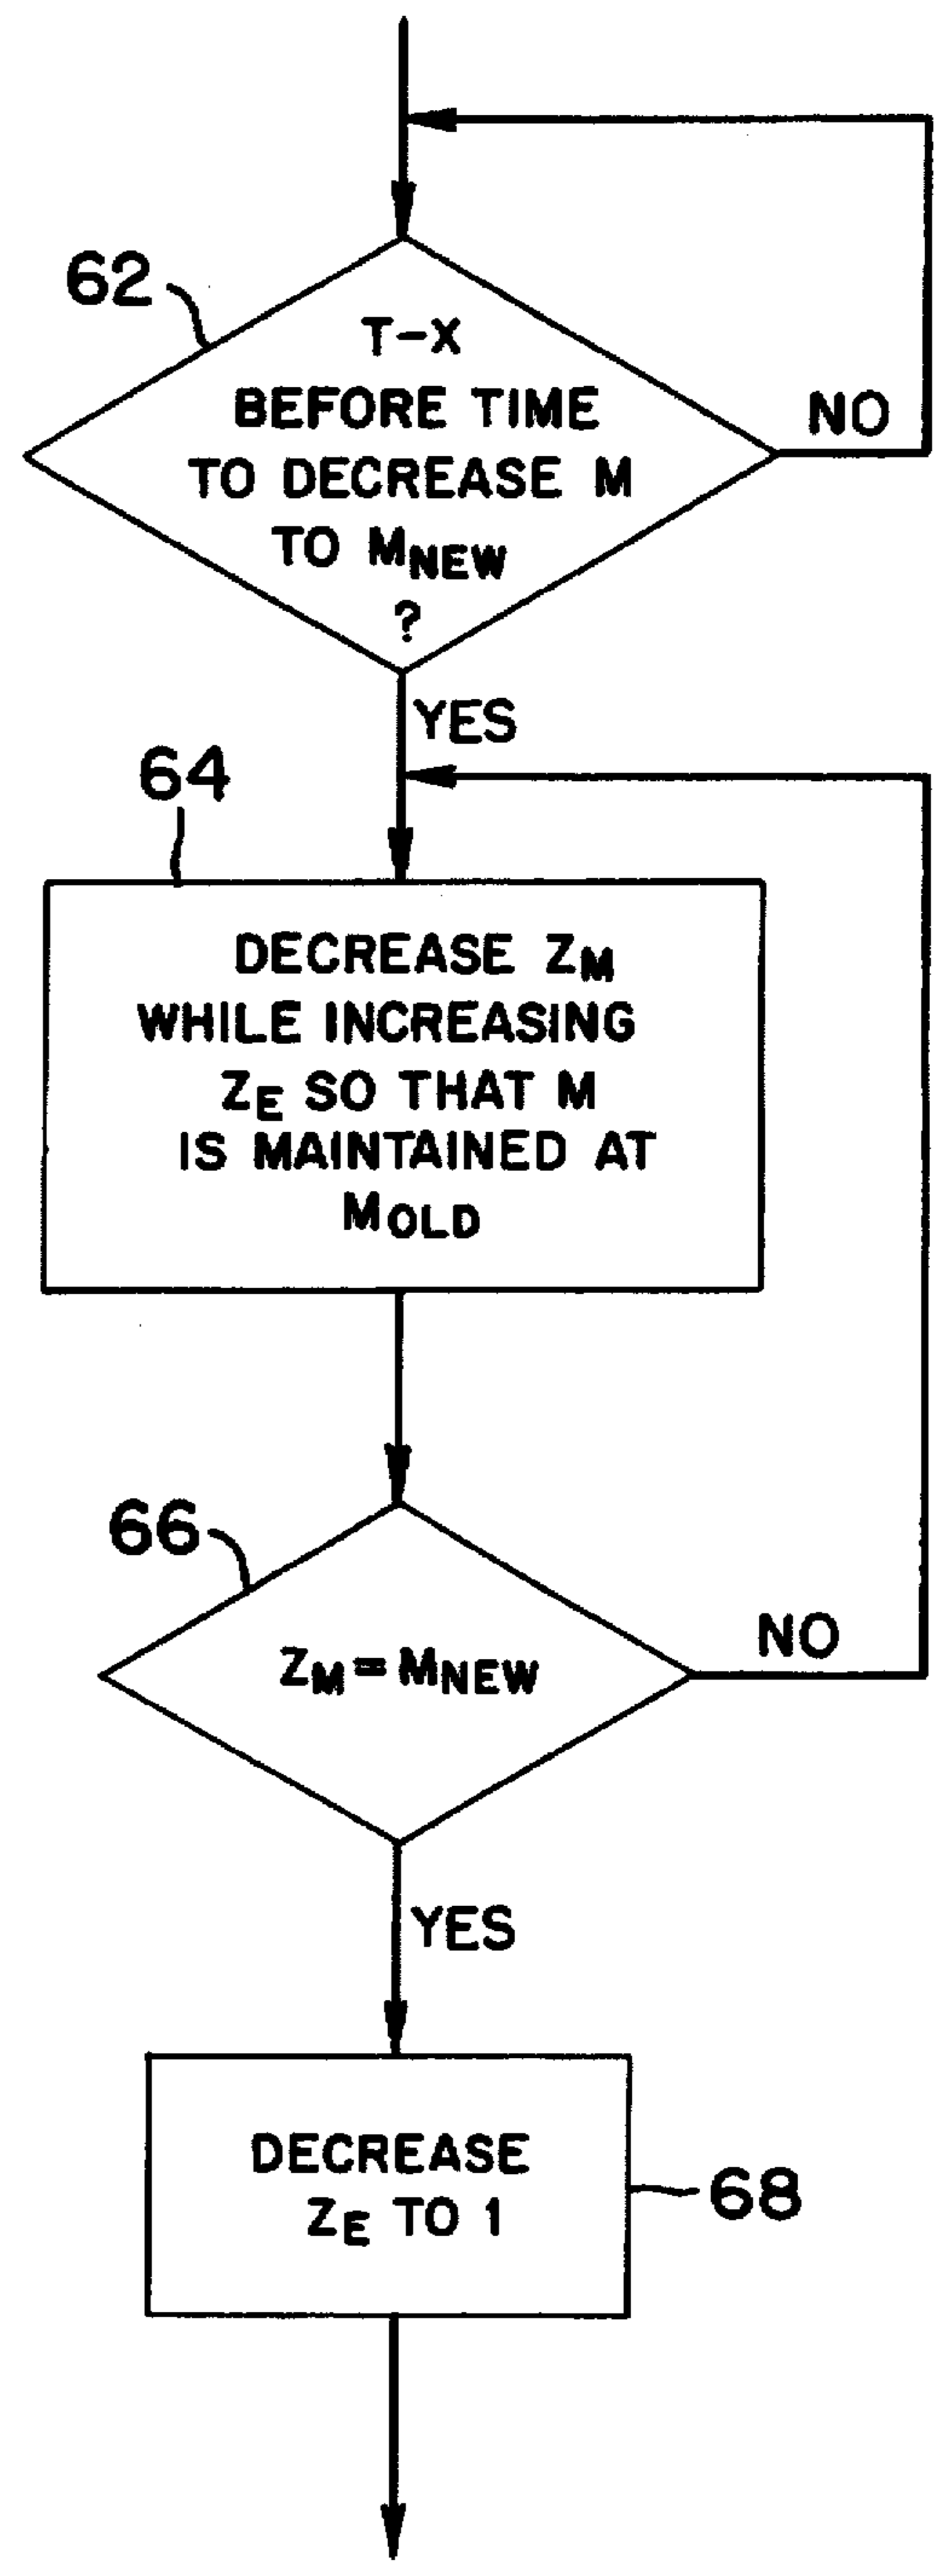 62
T-X
BEFORE TIME
TO DECREASE M
TO MNEW
?
NO
YES
64
DECREASE ZM
WHILE INCREASING
ZE SO THAT M
IS MAINTAINED AT
MOLD
66
ZM=MNEW
NO
YES
DECREASE
ZE TO 1
68